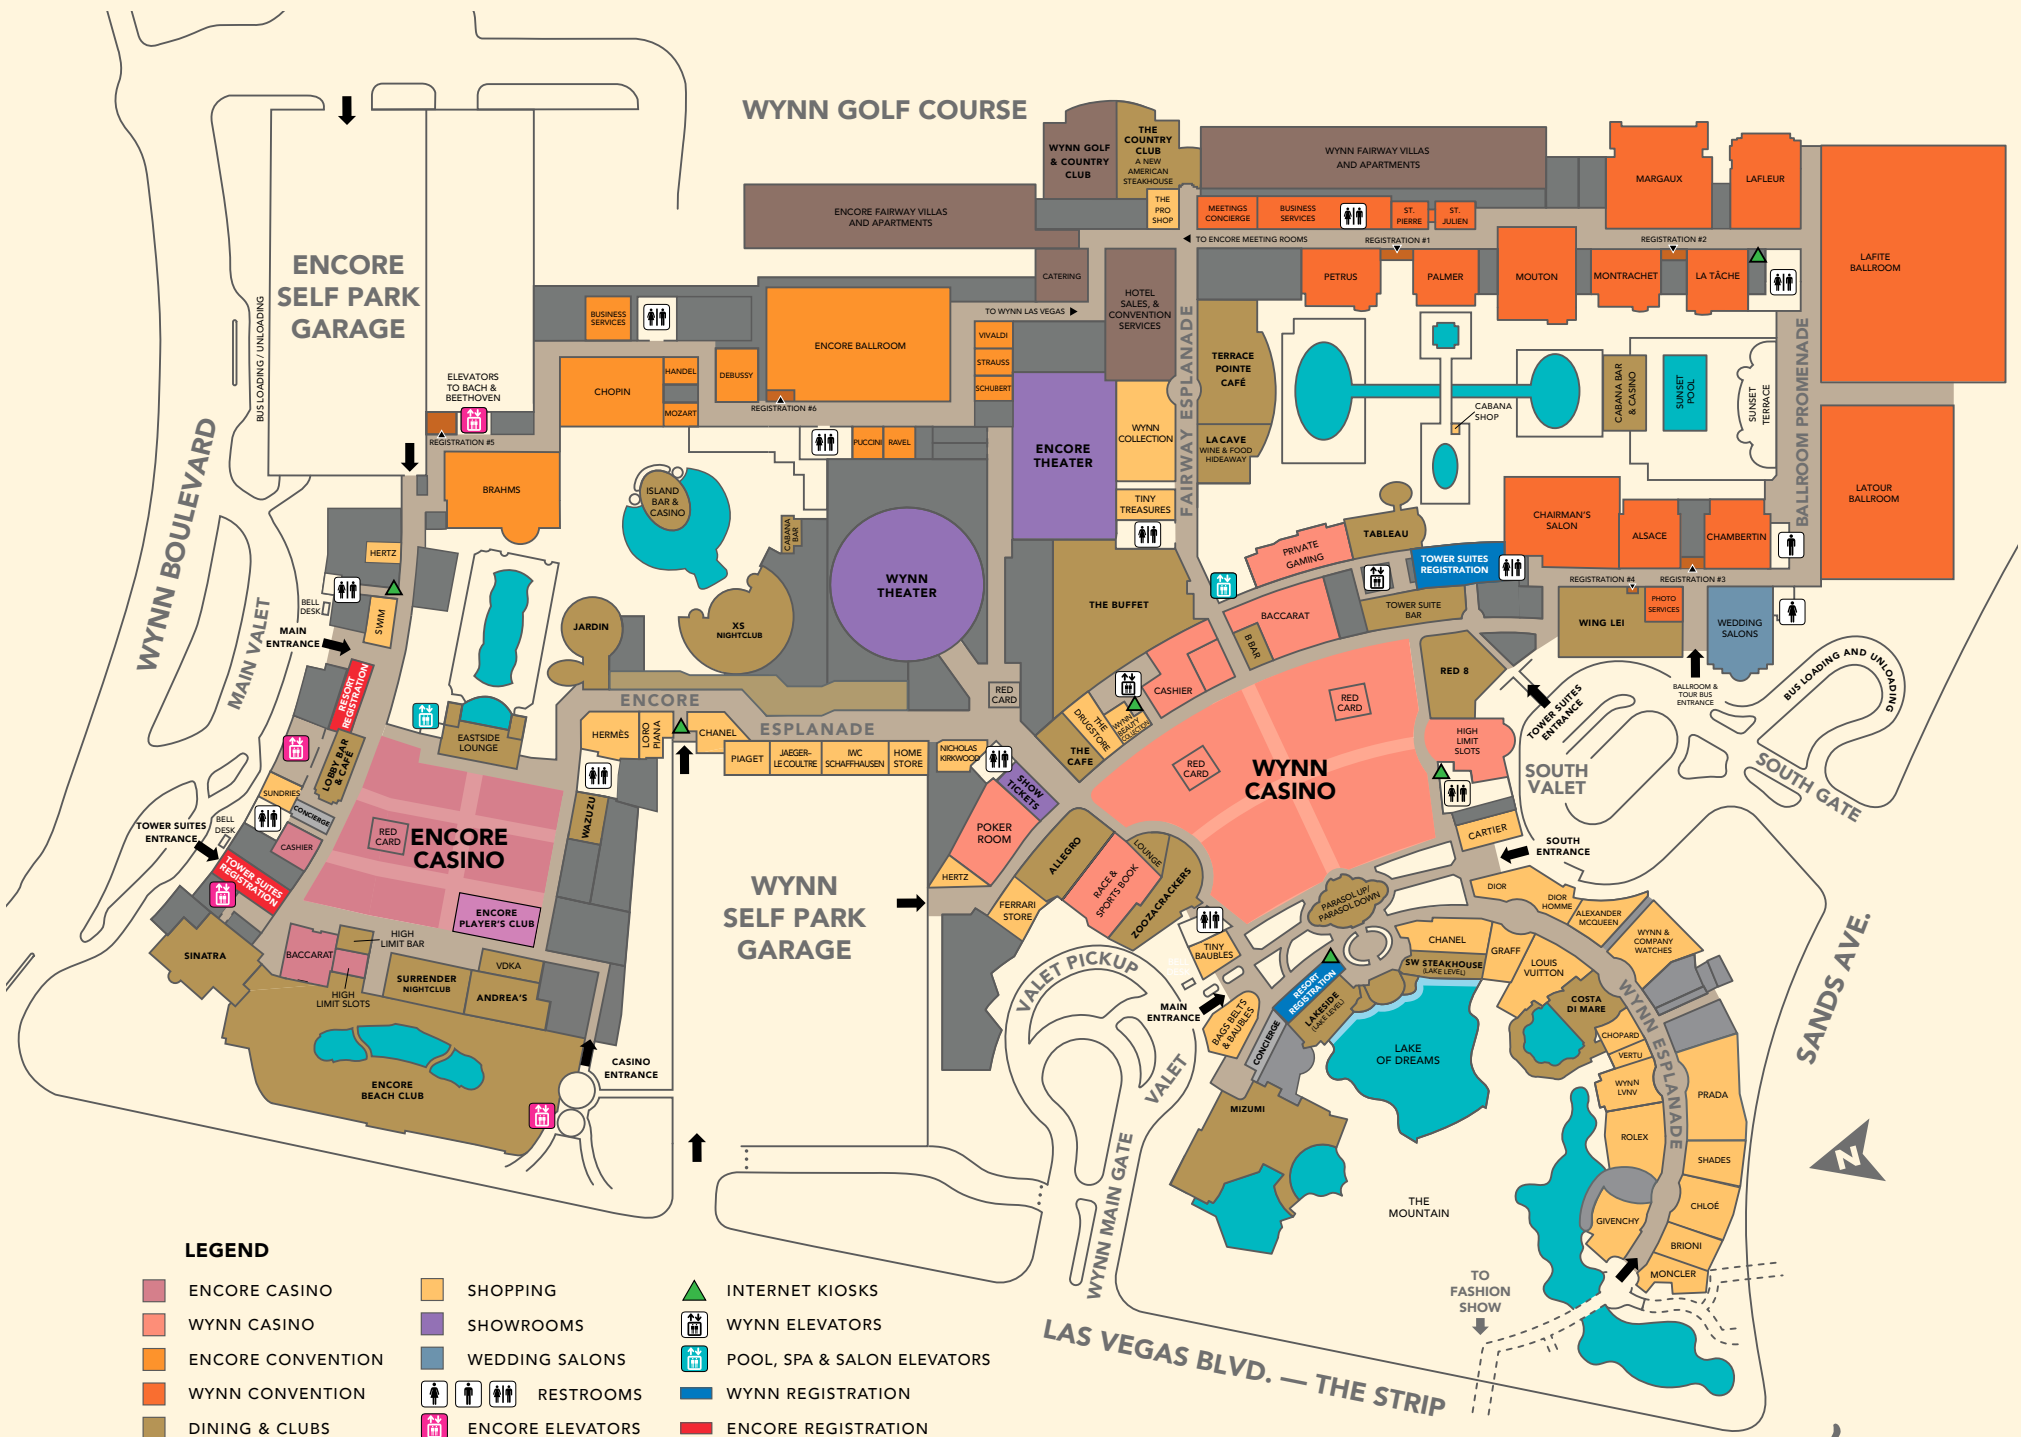 WYNN GOLF COURSE
WYNN GOLF
& COUNTRY
CLUB
THE
COUNTRY
CLUB
A NEW
AMERICAN
STEAKHOUSE
THE
PRO
SHOP
WYNN FAIRWAY VILLAS
AND APARTMENTS
MARGAUX
LAFLEUR
ENCORE FAIRWAY VILLAS
AND APARTMENTS
MEETINGS
CONCIERGE
BUSINESS
SERVICES
ST.
PIERRE
ST.
JULIEN
TO ENCORE MEETING ROOMS
REGISTRATION #1
REGISTRATION #2
LAFITE
BALLROOM
ENCORE
SELF PARK
GARAGE
BUS LOADING / UNLOADING
CATERING
HOTEL
SALES, &
CONVENTION
SERVICES
PETRUS
PALMER
MOUTON
MONTRACHET
LA TÂCHE
TO WYNN LAS VEGAS
BUSINESS
SERVICES
ENCORE BALLROOM
VIVALDI
STRAUSS
SCHUBERT
CHOPIN
HANDEL
MOZART
DEBUSSY
REGISTRATION #6
ELEVATORS
TO BACH &
BEETHOVEN
REGISTRATION #5
TERRACE
POINTE
CAFÉ
FAIRWAY ESPLANADE
CABANA BAR
& CASINO
SUNSET
POOL
SUNSET
TERRACE
BALLROOM PROMENADE
CABANA
SHOP
WYNN
COLLECTION
LA CAVE
WINE & FOOD
HIDEAWAY
ENCORE
THEATER
PUCCINI
RAVEL
BRAHMS
ISLAND
BAR &
CASINO
CABANA
BAR
TINY
TREASURES
LATOUR
BALLROOM
CHAIRMAN'S
SALON
ALSACE
CHAMBERTIN
TABLEAU
PRIVATE
GAMING
TOWER SUITES
REGISTRATION
REGISTRATION #4
REGISTRATION #3
WYNN BOULEVARD
MAIN VALET
HERTZ
BELL
DESK
SWIM
MAIN
ENTRANCE
RESORT
REGISTRATION
WYNN
THEATER
THE BUFFET
BACCARAT
TOWER SUITE
BAR
B BAR
WING LEI
PHOTO
SERVICES
WEDDING
SALONS
JARDIN
XS
NIGHTCLUB
RED 8
BALLROOM &
TOUR BUS
ENTRANCE
BUS LOADING AND UNLOADING
TOWER SUITES
ENTRANCE
ENCORE
ESPLANADE
RED
CARD
CASHIER
RED
CARD
THE
DRUGSTORE
WYNN
BEAUTY
COLLECTION
THE
CAFE
EASTSIDE
LOUNGE
LOBBY BAR
& CAFÉ
HERMÈS
LORO
PIANA
CHANEL
PIAGET
JAEGER-
LE COULTRE
IWC
SCHAFFHAUSEN
HOME
STORE
NICHOLAS
KIRKWOOD
SHOW
TICKETS
RED
CARD
WYNN
CASINO
HIGH
LIMIT
SLOTS
SOUTH
VALET
SOUTH GATE
SUNDRIES
CONCIERGE
BELL
DESK
TOWER SUITES
ENTRANCE
CASHIER
RED
CARD
ENCORE
CASINO
WAZUZU
TOWER SUITES
REGISTRATION
POKER
ROOM
HERTZ
ALLEGRO
LOUNGE
RACE &
SPORTS BOOK
ZOOZACRACKERS
CARTIER
SOUTH
ENTRANCE
WYNN
SELF PARK
GARAGE
FERRARI
STORE
PARASOL UP/
PARASOL DOWN
DIOR
DIOR
HOMME
ALEXANDER
MCQUEEN
WYNN &
COMPANY
WATCHES
ENCORE
PLAYER'S CLUB
HIGH
LIMIT BAR
SINATRA
BACCARAT
HIGH
LIMIT SLOTS
SURRENDER
NIGHTCLUB
VDKA
ANDREA'S
TINY
BAUBLES
CHANEL
GRAFF
LOUIS
VUITTON
SW STEAKHOUSE
(LAKE LEVEL)
VALET PICKUP
MAIN
ENTRANCE
RESORT
REGISTRATION
LAKESIDE
(LAKE LEVEL)
BAGS BELTS
& BAUBLES
CONCIERGE
COSTA
DI MARE
WYNN ESPLANADE
CHOPARD
VERTU
WYNN
LVNV
PRADA
SANDS AVE.
LAKE
OF DREAMS
VALET
CASINO
ENTRANCE
ENCORE
BEACH CLUB
MIZUMI
ROLEX
SHADES
CHLOÉ
GIVENCHY
BRIONI
MONCLER
N
WYNN MAIN GATE
THE
MOUNTAIN
TO
FASHION
SHOW
LAS VEGAS BLVD. — THE STRIP
LEGEND
ENCORE CASINO
WYNN CASINO
ENCORE CONVENTION
WYNN CONVENTION
DINING & CLUBS
SHOPPING
SHOWROOMS
WEDDING SALONS
RESTROOMS
ENCORE ELEVATORS
INTERNET KIOSKS
WYNN ELEVATORS
POOL, SPA & SALON ELEVATORS
WYNN REGISTRATION
ENCORE REGISTRATION